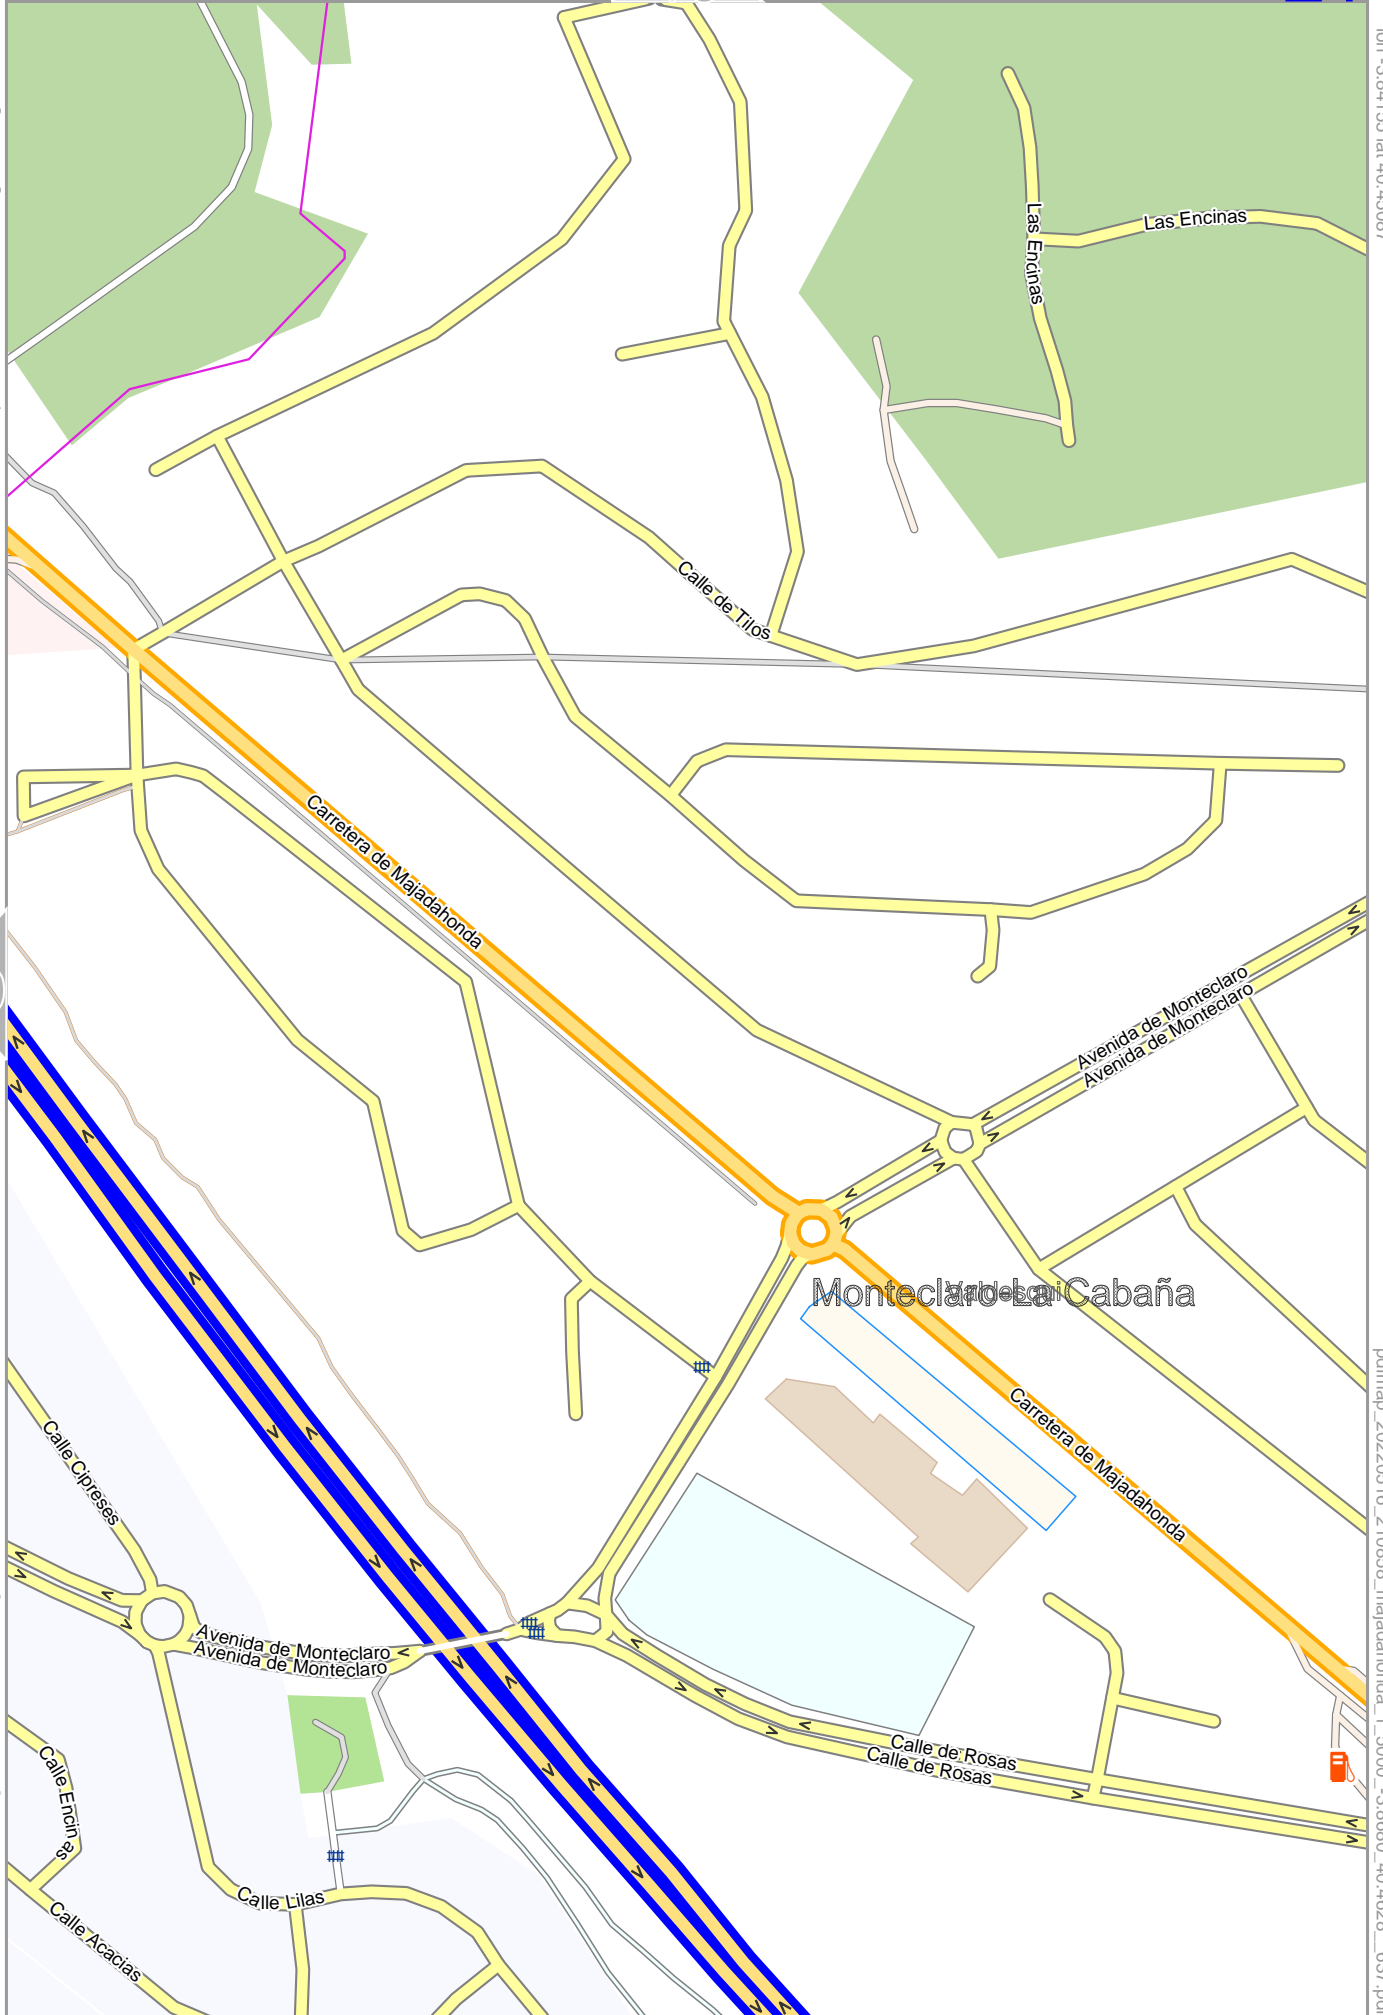 Las Encinas
Las Encinas
Calle de Tilos
Carretera de Majadahonda
Avenida de Monteclaro
Avenida de Monteclaro
Monteclaro-La Cabaña
Valdesquí
Carretera de Majadahonda
Calle Cipreses
Avenida de Monteclaro
Avenida de Monteclaro
Calle de Rosas
Calle de Rosas
Calle Encinas
Calle Lilas
Calle Acacias